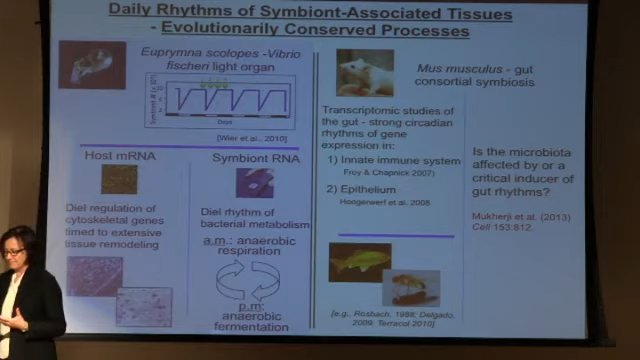 Daily Rhythms of Symbiont-Associated Tissues
- Evolutionarily Conserved Processes
Euprymna scolopes -Vibrio
fischeri light organ
Days
[Wier et al., 2010]
Host mRNA
Diel regulation of
cytoskeletal genes
timed to extensive
tissue remodeling
Symbiont RNA
Diel rhythm of
bacterial metabolism
a.m.: anaerobic
respiration
p.m:
anaerobic
fermentation
Mus musculus - gut
consortial symbiosis
Transcriptomic studies of
the gut - strong circadian
rhythms of gene
expression in:
1) Innate immune system
Froy & Chapnick 2007)
2) Epithelium
Hongerwerf et al. 2008
[e.g., Rosbach, 1988; Delgado,
2009; Terracol 2010]
Is the microbiota
affected by or a
critical inducer of
gut rhythms?
Mukherji et al. (2013)
Cell 153:812.